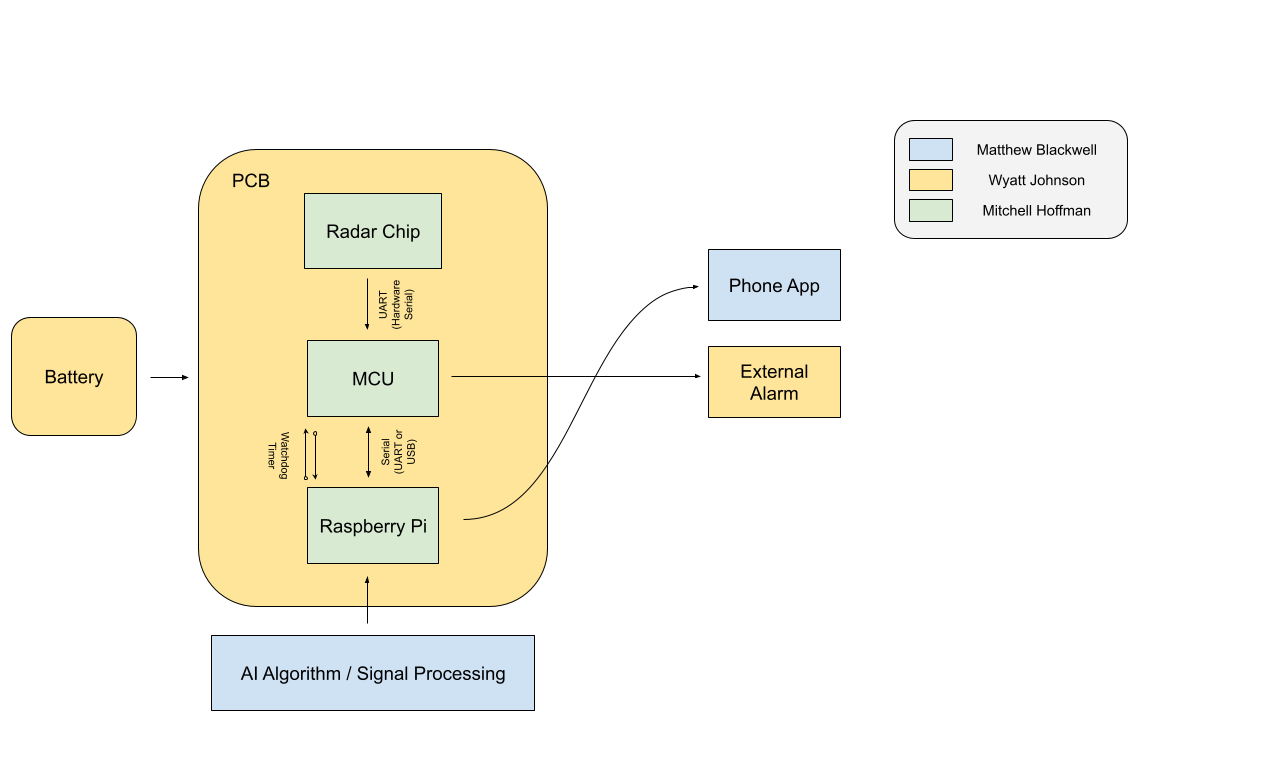 PCB
Radar Chip
UART
(Hardware
Serial)
MCU
Watchdog
Timer
Serial
(UART or
USB)
Raspberry Pi
Battery
AI Algorithm / Signal Processing
Phone App
External
Alarm
Matthew Blackwell
Wyatt Johnson
Mitchell Hoffman